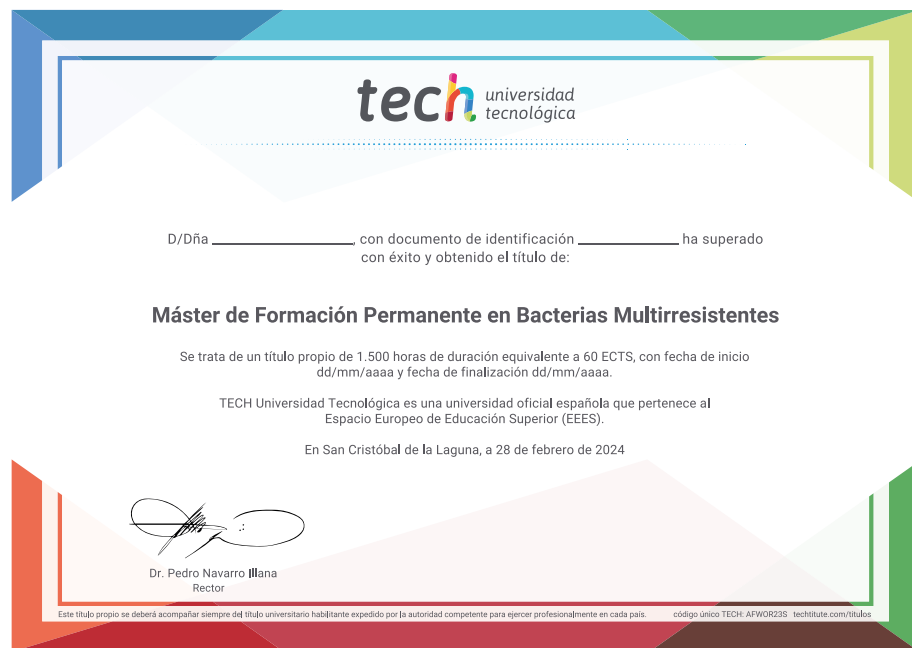 tech universidad
tecnológica
D/Dña ______________, con documento de identificación ____________ ha superado
con éxito y obtenido el título de:
Máster de Formación Permanente en Bacterias Multirresistentes
Se trata de un título propio de 1.500 horas de duración equivalente a 60 ECTS, con fecha de inicio
dd/mm/aaaa y fecha de finalización dd/mm/aaaa.
TECH Universidad Tecnológica es una universidad oficial española que pertenece al
Espacio Europeo de Educación Superior (EEES).
En San Cristóbal de la Laguna, a 28 de febrero de 2024
Dr. Pedro Navarro Illana
Rector
Este título propio se deberá acompañar siempre del título universitario habilitante expedido por la autoridad competente para ejercer profesionalmente en cada país. código único TECH: AFWOR23S techtitute.com/titulos